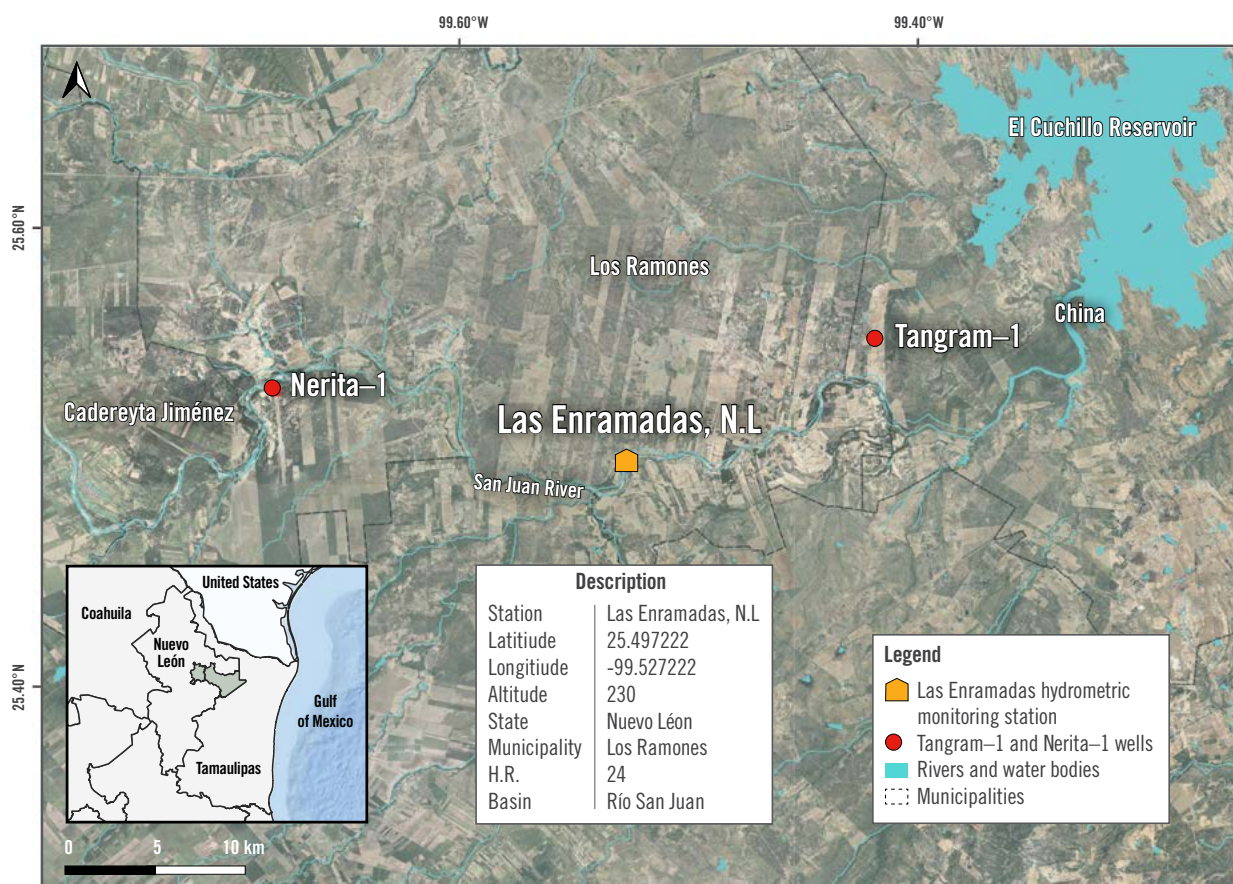 99.60°W
99.40°W
El Cuchillo Reservoir
25.60°N
Los Ramones
China
Tangram–1
Nerita–1
Cadereyta Jiménez
Las Enramadas, N.L
San Juan River
25.40°N
United States
Coahuila
Nuevo
León
Gulf
of Mexico
Tamaulipas
0 5 10 km
Description
Station Las Enramadas, N.L
Latitiude 25.497222
Longitiude -99.527222
Altitude 230
State Nuevo Léon
Municipality Los Ramones
H.R. 24
Basin Río San Juan
Legend
Las Enramadas hydrometric
monitoring station
Tangram–1 and Nerita–1 wells
Rivers and water bodies
Municipalities